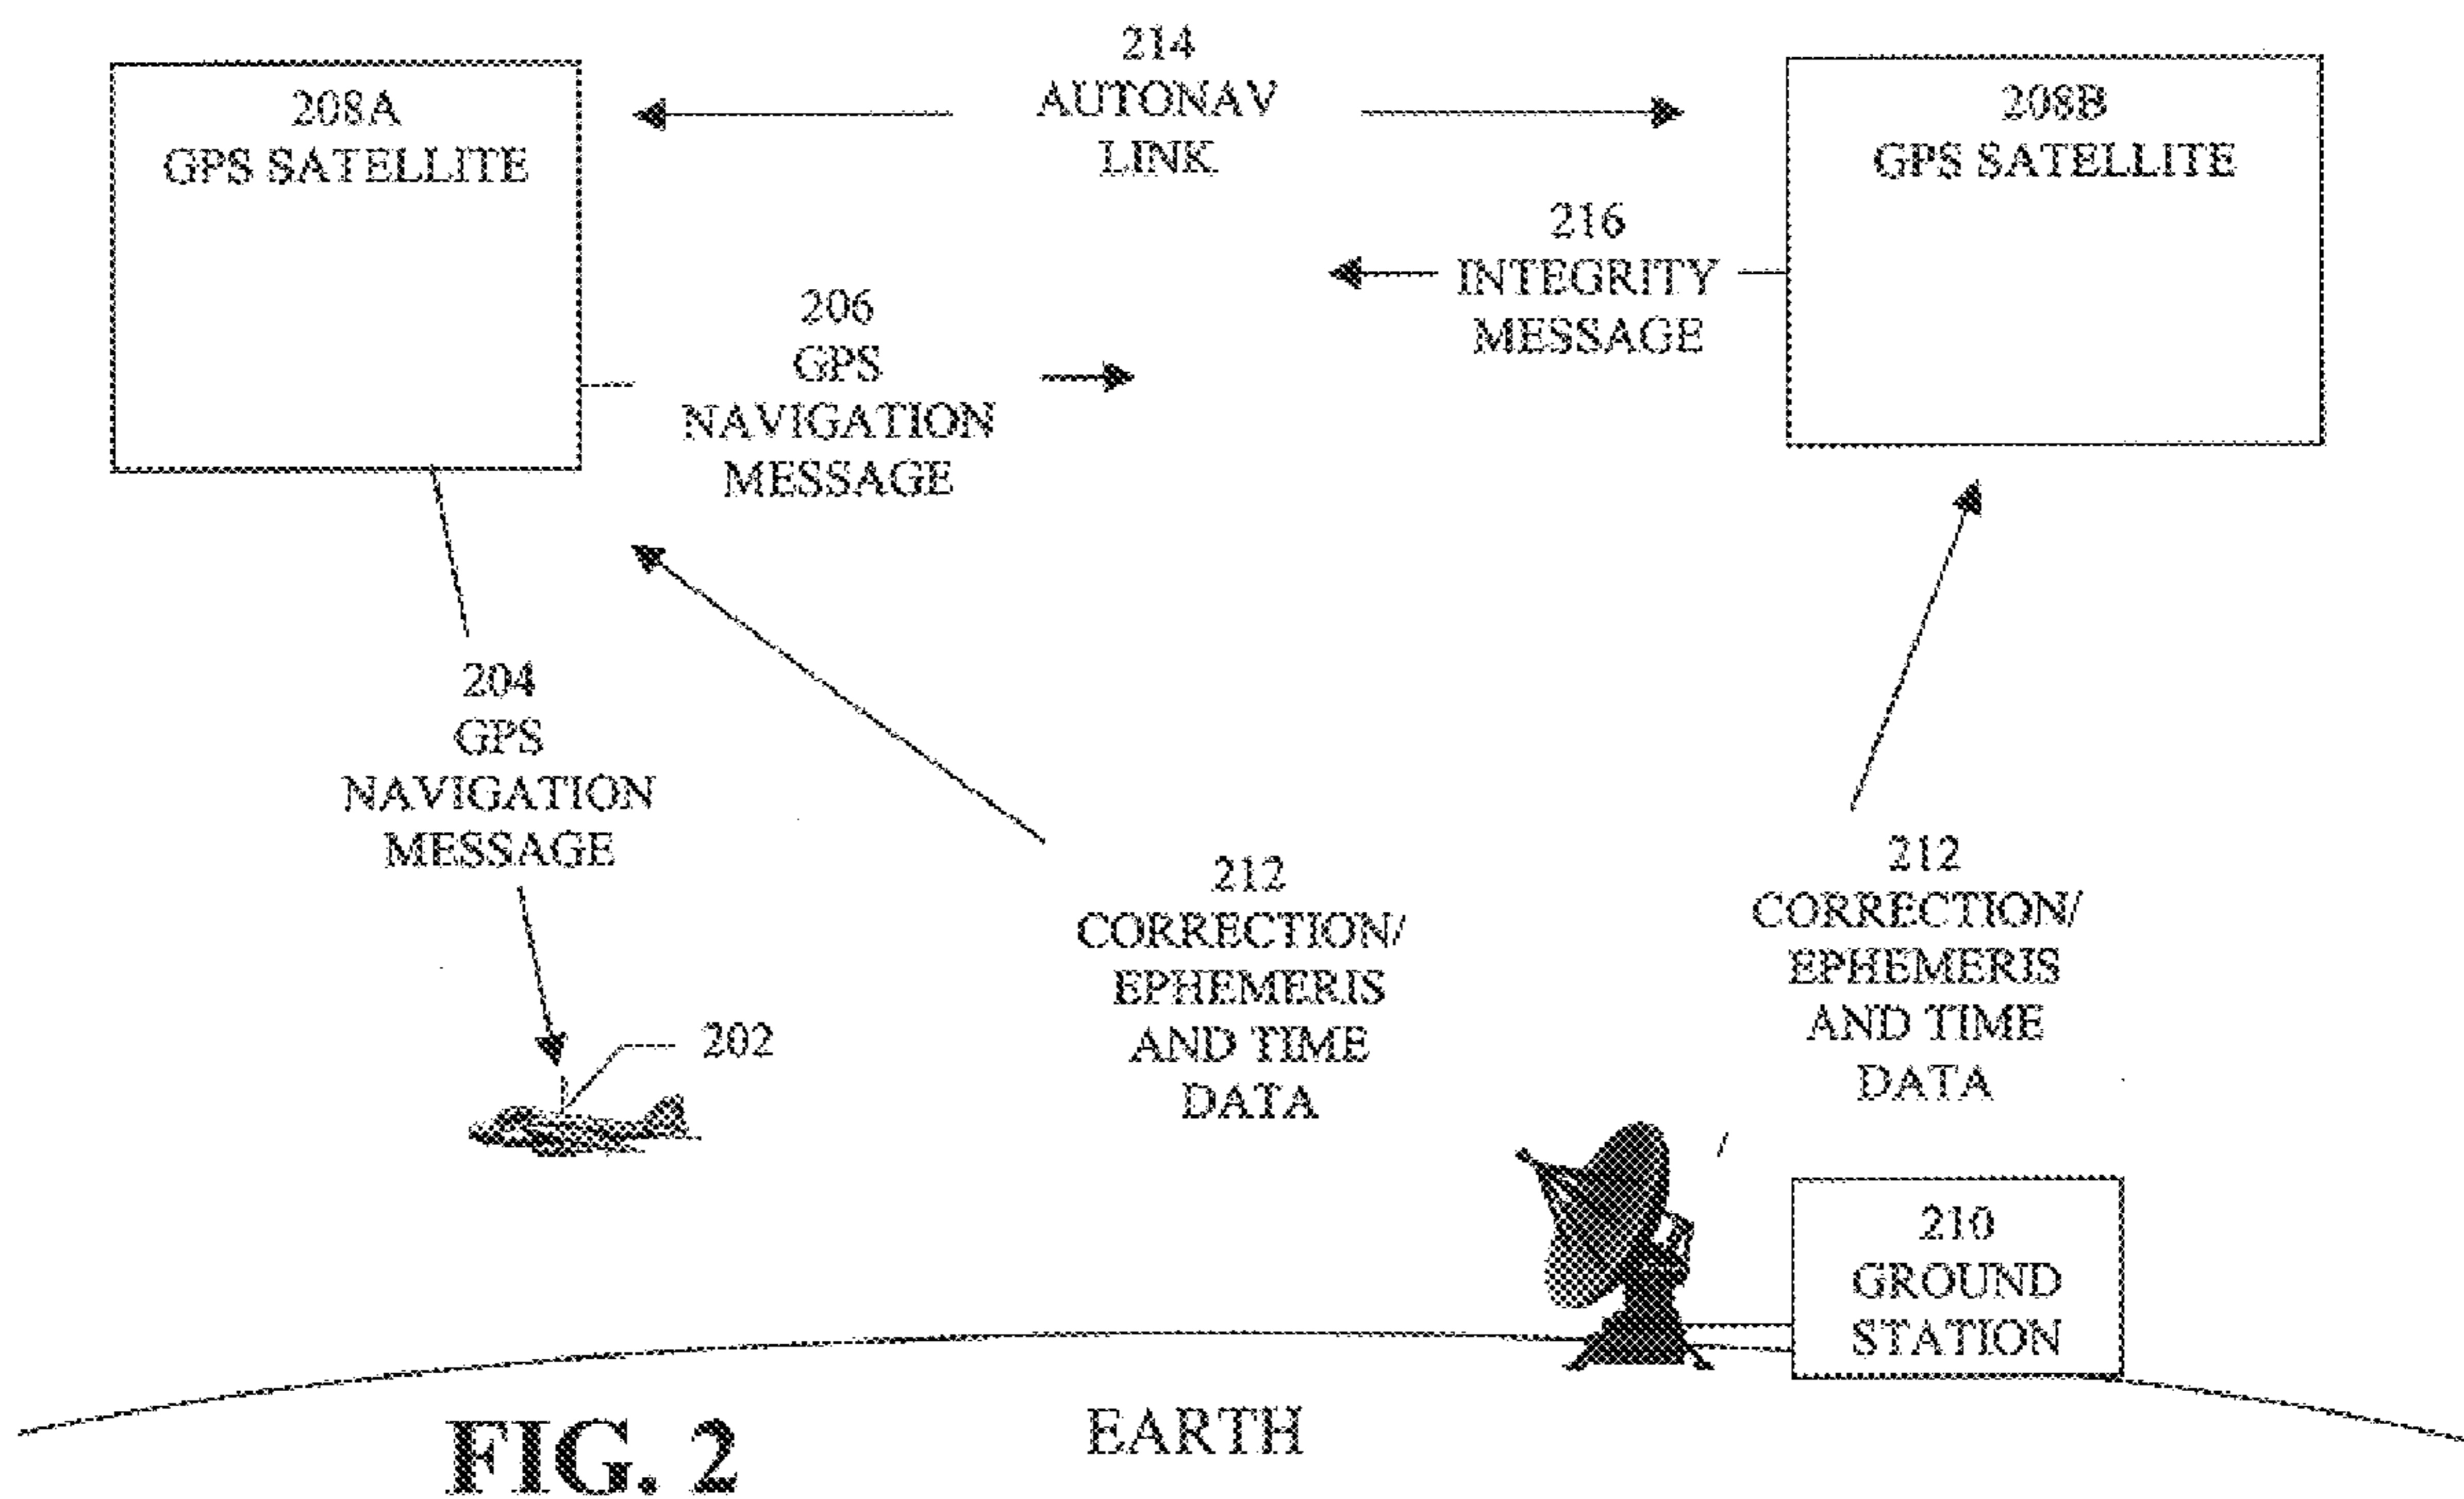 214
AUTONAV
LINK
208A
GPS SATELLITE
208B
GPS SATELLITE
216
INTEGRITY
MESSAGE
206
GPS
NAVIGATION
MESSAGE
204
GPS
NAVIGATION
MESSAGE
212
CORRECTION/
EPHEMERIS
AND TIME
DATA
212
CORRECTION/
EPHEMERIS
AND TIME
DATA
202
210
GROUND
STATION
EARTH
FIG. 2